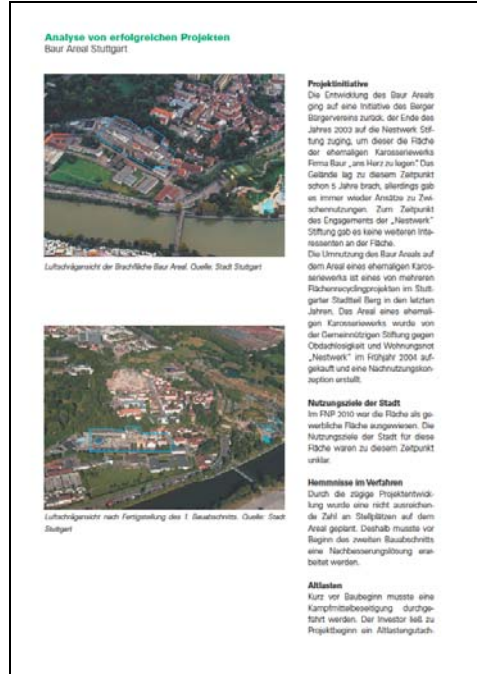 Analyse von erfolgreichen Projekten
Baur Areal Stuttgart
Luftschrägansicht der Brachfläche Baur Areal. Quelle: Stadt Stuttgart
Luftschrägansicht nach Fertigstellung des 1. Bauabschnitts. Quelle: Stadt
Stuttgart
Projektinitiative
Die Entwicklung des Baur Areals
ging auf eine Initiative des Berger
Bürgervereins zurück, der Ende des
Jahres 2003 auf die Nestwerk Stif-
tung zuging, um dieser die Fläche
der ehemaligen Karosseriewerks
Firma Baur „ans Herz zu legen". Das
Gelände lag zu diesem Zeitpunkt
schon 5 Jahre brach, allerdings gab
es immer wieder Ansätze zu Zwi-
schennutzungen. Zum Zeitpunkt
des Engagements der „Nestwerk"
Stiftung gab es keine weiteren Inte-
ressenten an der Fläche.
Die Umnutzung des Baur Areals auf
dem Areal eines ehemaligen Karos-
seriewerks ist eines von mehreren
Flächenrecyclingprojekten im Stutt-
garter Stadtteil Berg in den letzten
Jahren. Das Areal eines ehemali-
gen Karosseriewerks wurde von
der Gemeinnützigen Stiftung gegen
Obdachlosigkeit und Wohnungsnot
„Nestwerk" im Frühjahr 2004 auf-
gekauft und eine Nachnutzungskon-
zeption erstellt.
Nutzungsziele der Stadt
Im FNP 2010 war die Fläche als ge-
werbliche Fläche ausgewiesen. Die
Nutzungsziele der Stadt für diese
Fläche waren zu diesem Zeitpunkt
unklar.
Hemmnisse im Verfahren
Durch die zügige Projektentwick-
lung wurde eine nicht ausreichen-
de Zahl an Stellplätzen auf dem
Areal geplant. Deshalb musste vor
Beginn des zweiten Bauabschnitts
eine Nachbesserungslösung erar-
beitet werden.
Altlasten
Kurz vor Baubeginn musste eine
Kampfmittelbeseitigung durchge-
führt werden. Der Investor ließ zu
Projektbeginn ein Altlastengutach-